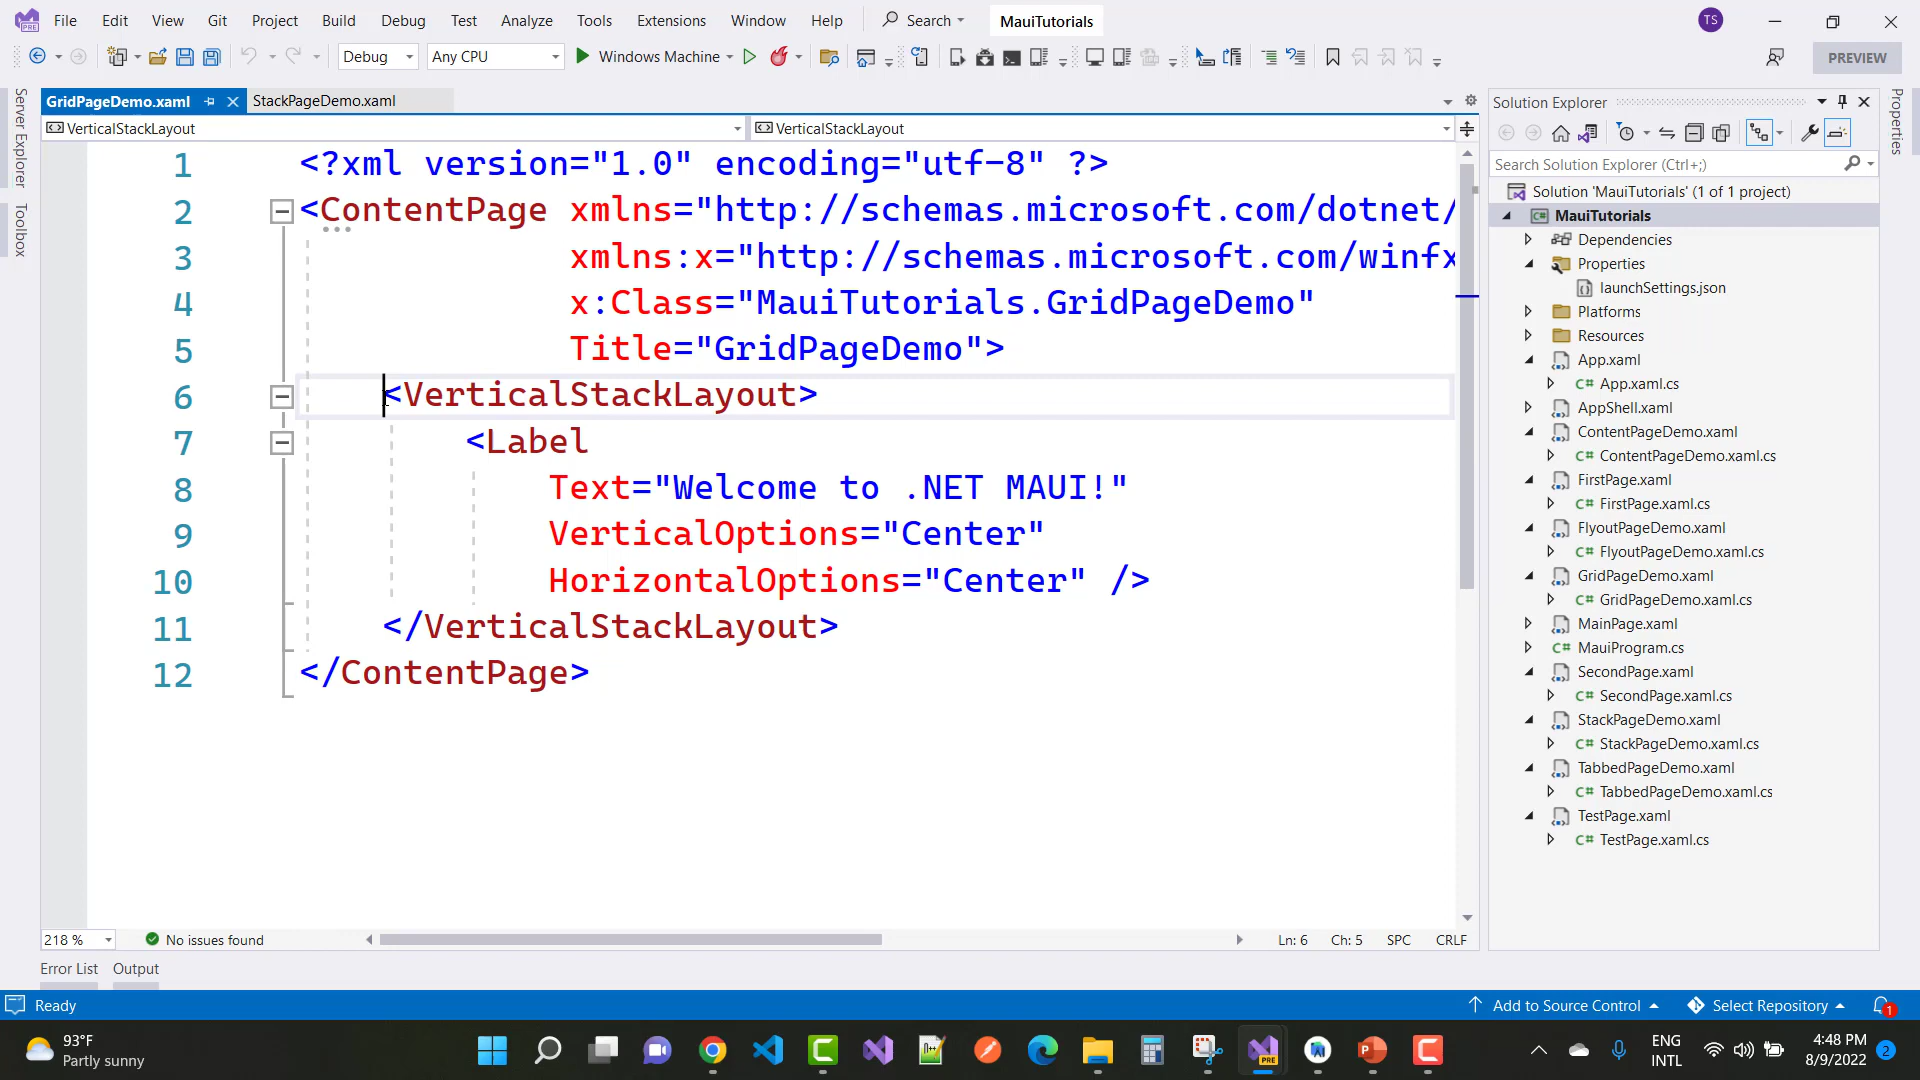 File Edit View Git Project Build Debug Test Analyze Tools Extensions Window Help Search MauiTutorials TS
Debug Any CPU Windows Machine PREVIEW
GridPageDemo.xaml StackPageDemo.xaml
VerticalStackLayout VerticalStackLayout
Server Explorer
Toolbox
1 <?xml version="1.0" encoding="utf-8" ?>
2 <ContentPage xmlns="http://schemas.microsoft.com/dotnet/
3 xmlns:x="http://schemas.microsoft.com/winfx
4 x:Class="MauiTutorials.GridPageDemo"
5 Title="GridPageDemo">
6 <VerticalStackLayout>
7 <Label
8 Text="Welcome to .NET MAUI!"
9 VerticalOptions="Center"
10 HorizontalOptions="Center" />
11 </VerticalStackLayout>
12 </ContentPage>
218 % No issues found Ln: 6 Ch: 5 SPC CRLF
Error List Output
Solution Explorer
Search Solution Explorer (Ctrl+;)
Solution 'MauiTutorials' (1 of 1 project)
MauiTutorials
Dependencies
Properties
launchSettings.json
Platforms
Resources
App.xaml
C# App.xaml.cs
AppShell.xaml
ContentPageDemo.xaml
C# ContentPageDemo.xaml.cs
FirstPage.xaml
C# FirstPage.xaml.cs
FlyoutPageDemo.xaml
C# FlyoutPageDemo.xaml.cs
GridPageDemo.xaml
C# GridPageDemo.xaml.cs
MainPage.xaml
C# MauiProgram.cs
SecondPage.xaml
C# SecondPage.xaml.cs
StackPageDemo.xaml
C# StackPageDemo.xaml.cs
TabbedPageDemo.xaml
C# TabbedPageDemo.xaml.cs
TestPage.xaml
C# TestPage.xaml.cs
Properties
Ready Add to Source Control Select Repository 1
93°F
Partly sunny
PRE
ENG
INTL
4:48 PM
8/9/2022
2